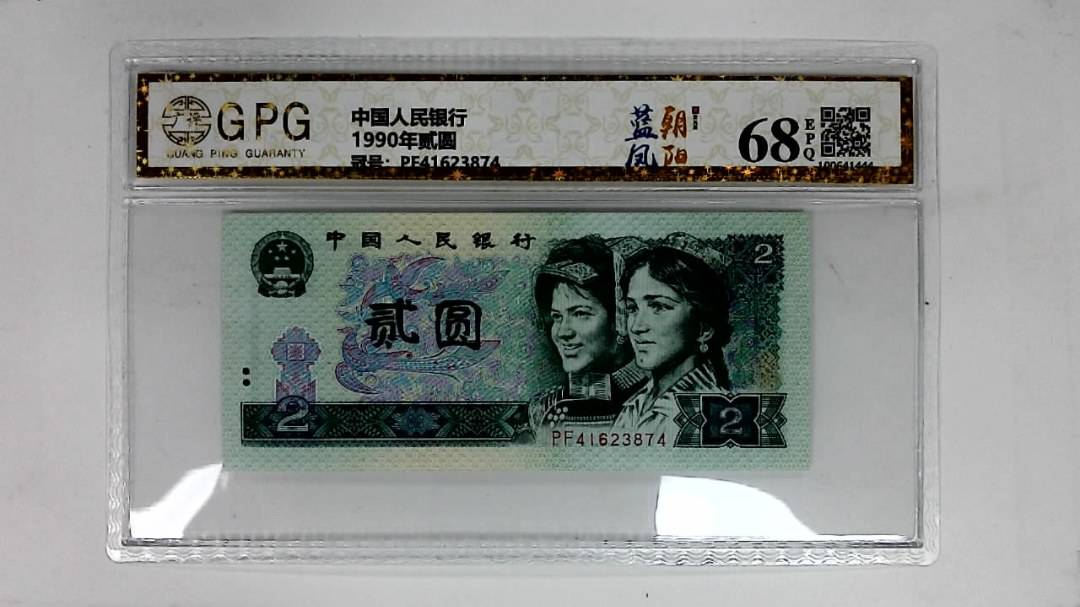 GPG
GUANG PING GUARANTY
中国人民银行
1990年贰圆
冠号：PF41623874
蓝凤
朝阳
68
EPQ
中国人民银行
2
贰圆
2
PF41623874
2